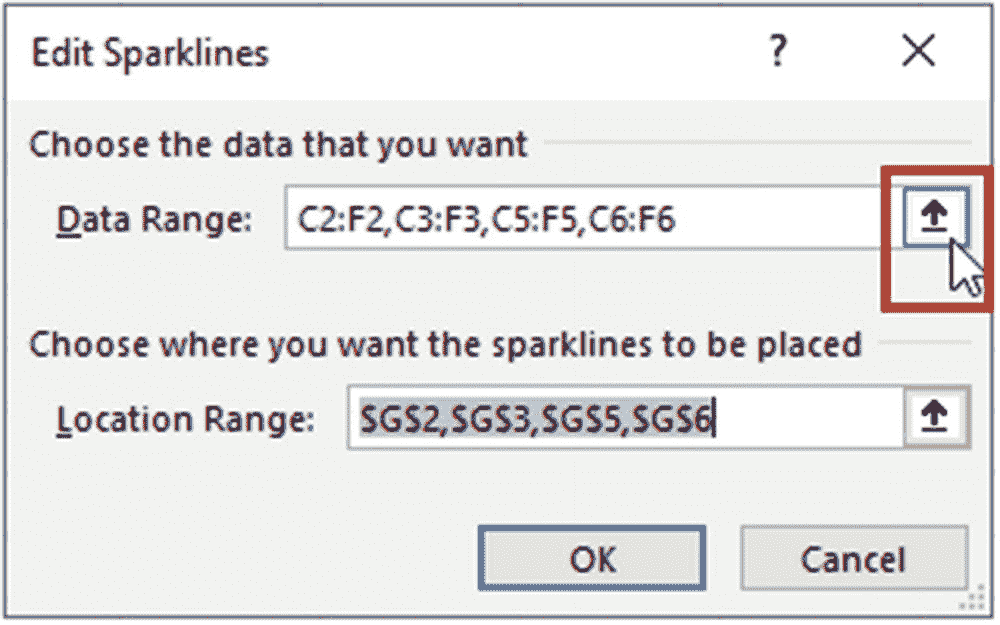 Edit Sparklines ?
Choose the data that you want
Data Range: C2:F2,C3:F3,C5:F5,C6:F6
Choose where you want the sparklines to be placed
Location Range: $G$2,$G$3,$G$5,$G$6
OK Cancel